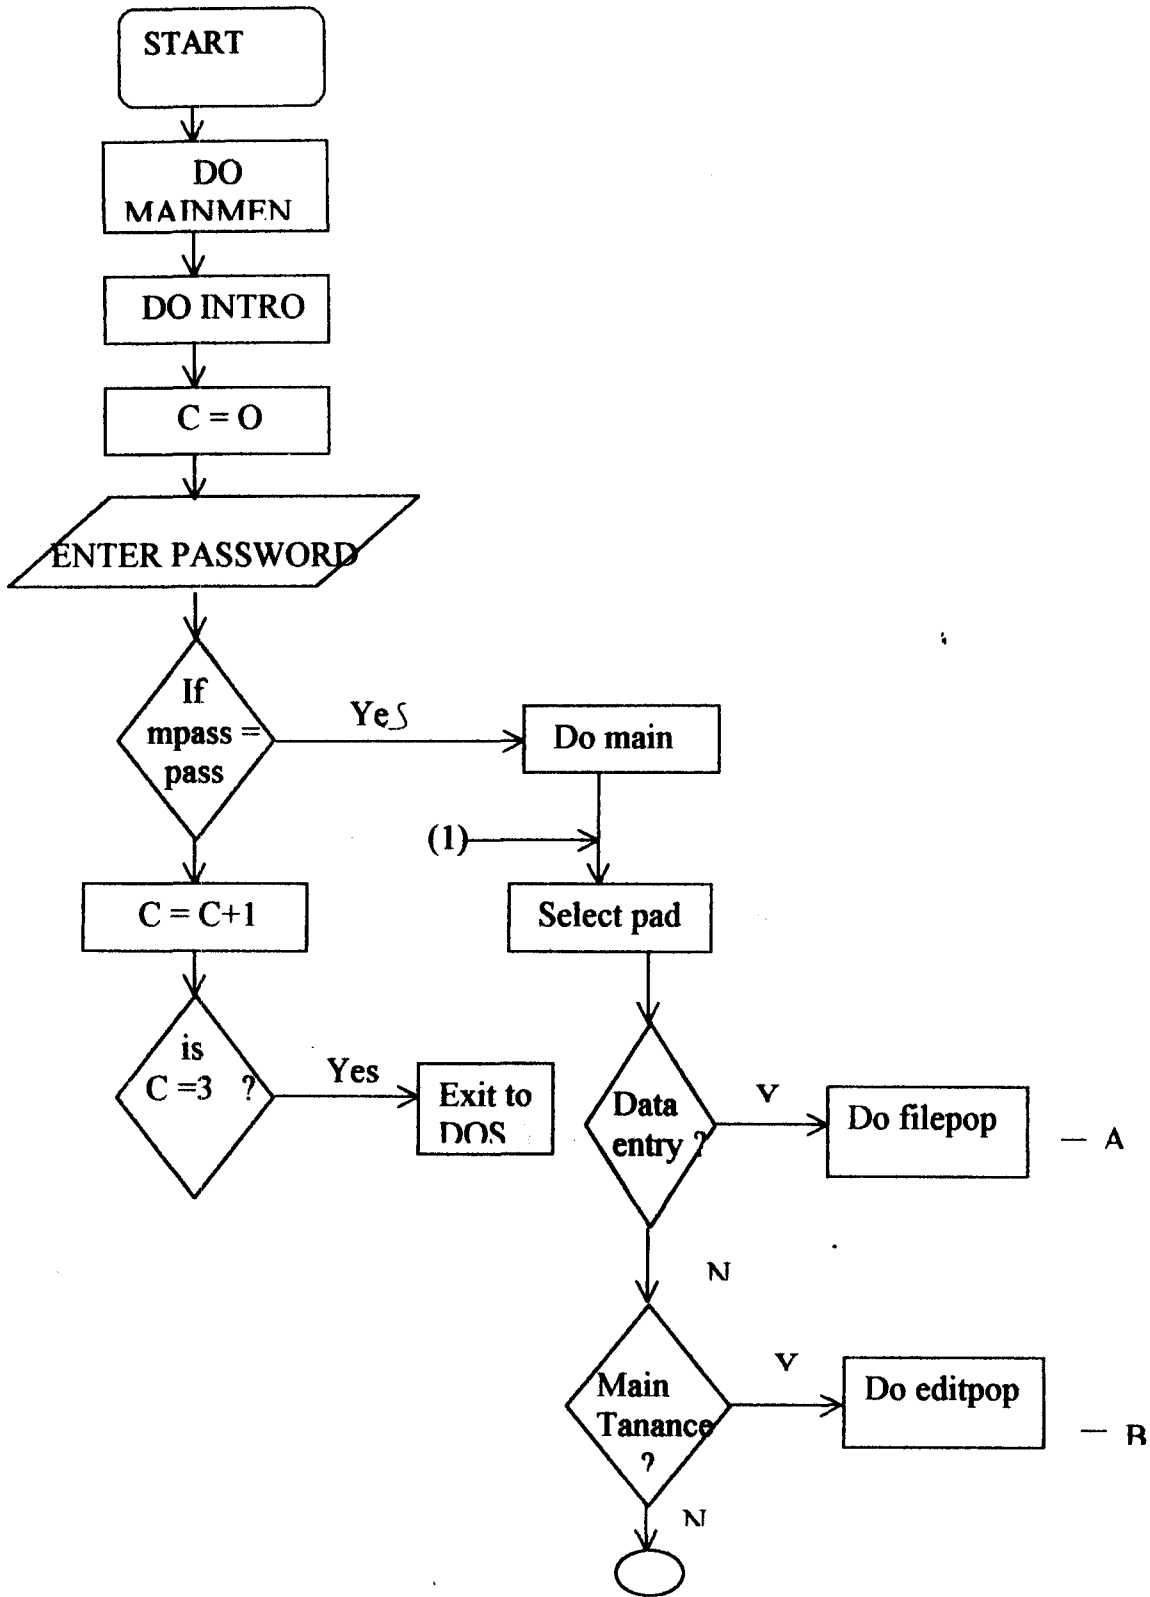 START
DO
MAINMEN
DO INTRO
C = O
ENTER PASSWORD
If
mpass =
pass
Yes
Do main
(1)
C = C+1
Select pad
is
C =3 ?
Yes
Exit to
DOS
Data
entry ?
Y
Do filepop
— A
N
Main
Tanance
?
Y
Do editpop
— B
N